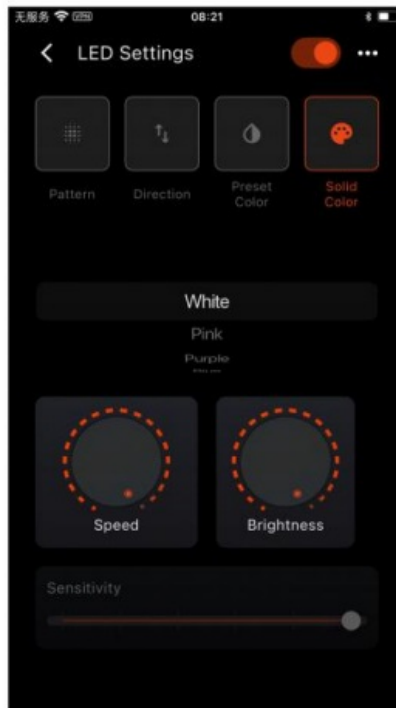 无服务 VPN 08:21
LED Settings
Pattern
Direction
Preset
Color
Solid
Color
White
Pink
Purple
Speed
Brightness
Sensitivity